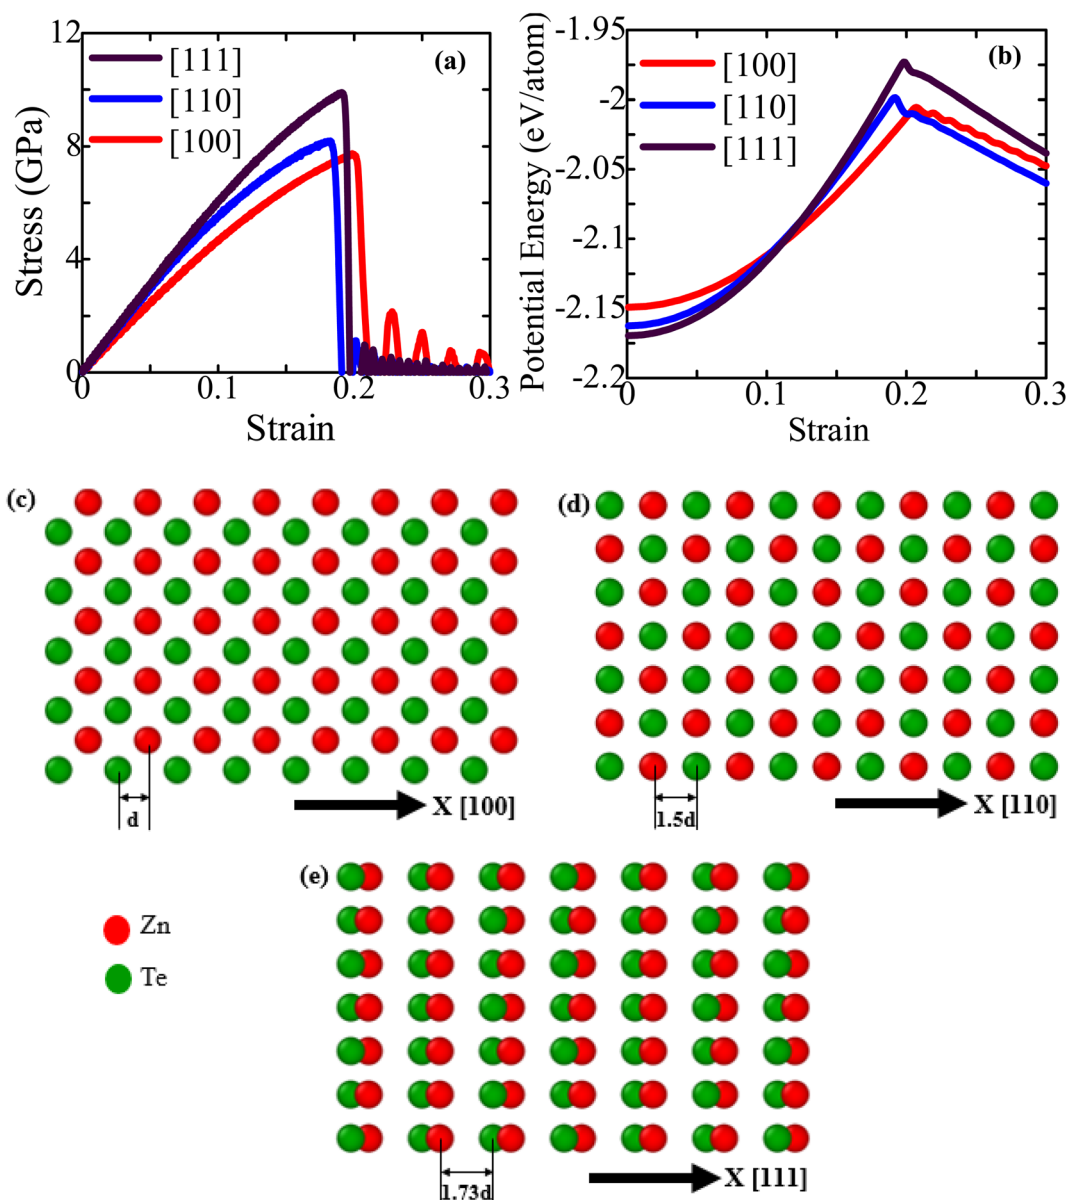 12
8
4
0
0
0.1
0.2
0.3
Stress (GPa)
Strain
[111]
[110]
[100]
(a)
-1.95
-2
-2.05
-2.1
-2.15
-2.2
0
0.1
0.2
0.3
Potential Energy (eV/atom)
Strain
[100]
[110]
[111]
(b)
(c)
d
X [100]
(d)
1.5d
X [110]
(e)
Zn
Te
1.73d
X [111]